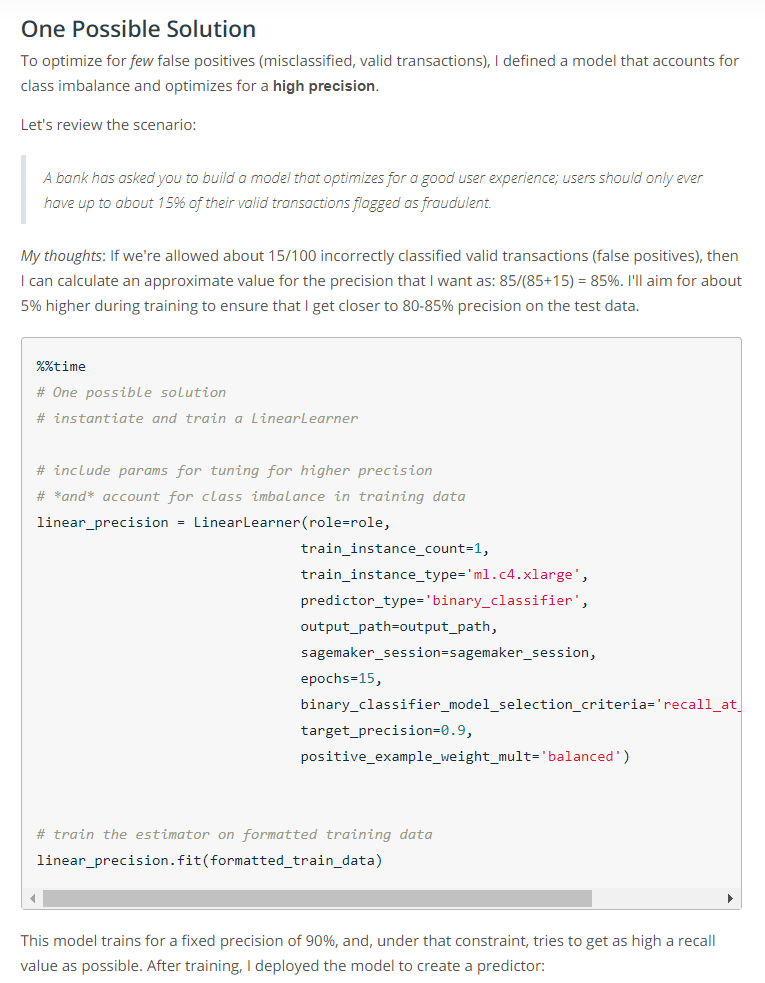 One Possible Solution
To optimize for few false positives (misclassified, valid transactions), I defined a model that accounts for
class imbalance and optimizes for a high precision.
Let's review the scenario:
A bank has asked you to build a model that optimizes for a good user experience; users should only ever
have up to about 15% of their valid transactions flagged as fraudulent.
My thoughts: If we're allowed about 15/100 incorrectly classified valid transactions (false positives), then
I can calculate an approximate value for the precision that I want as: 85/(85+15) = 85%. I'll aim for about
5% higher during training to ensure that I get closer to 80-85% precision on the test data.
%%time
# One possible solution
# instantiate and train a LinearLearner
# include params for tuning for higher precision
# *and* account for class imbalance in training data
linear_precision = LinearLearner(role=role,
train_instance_count=1,
train_instance_type='ml.c4.xlarge',
predictor_type='binary_classifier',
output_path=output_path,
sagemaker_session=sagemaker_session,
epochs=15,
binary_classifier_model_selection_criteria='recall_at_
target_precision=0.9,
positive_example_weight_mult='balanced')
# train the estimator on formatted training data
linear_precision.fit(formatted_train_data)
This model trains for a fixed precision of 90%, and, under that constraint, tries to get as high a recall
value as possible. After training, I deployed the model to create a predictor: